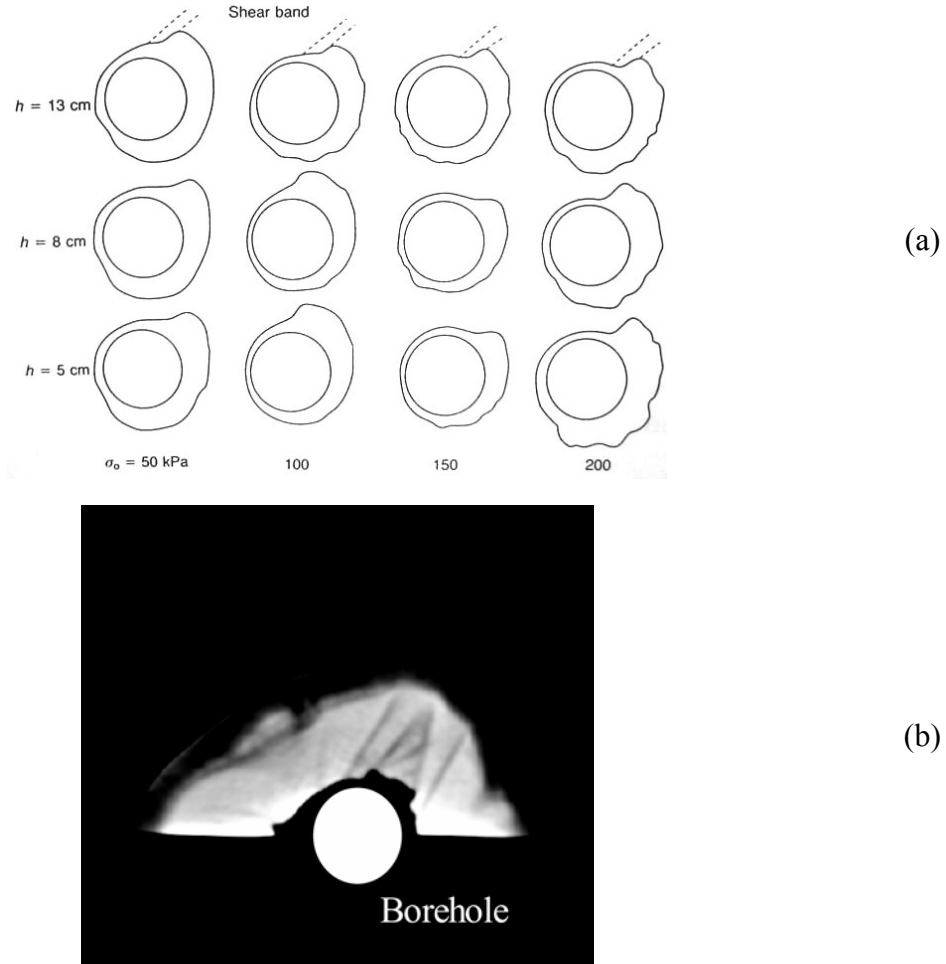 Shear band
h = 13 cm
h = 8 cm
(a)
h = 5 cm
σₒ = 50 kPa 100 150 200
(b)
Borehole